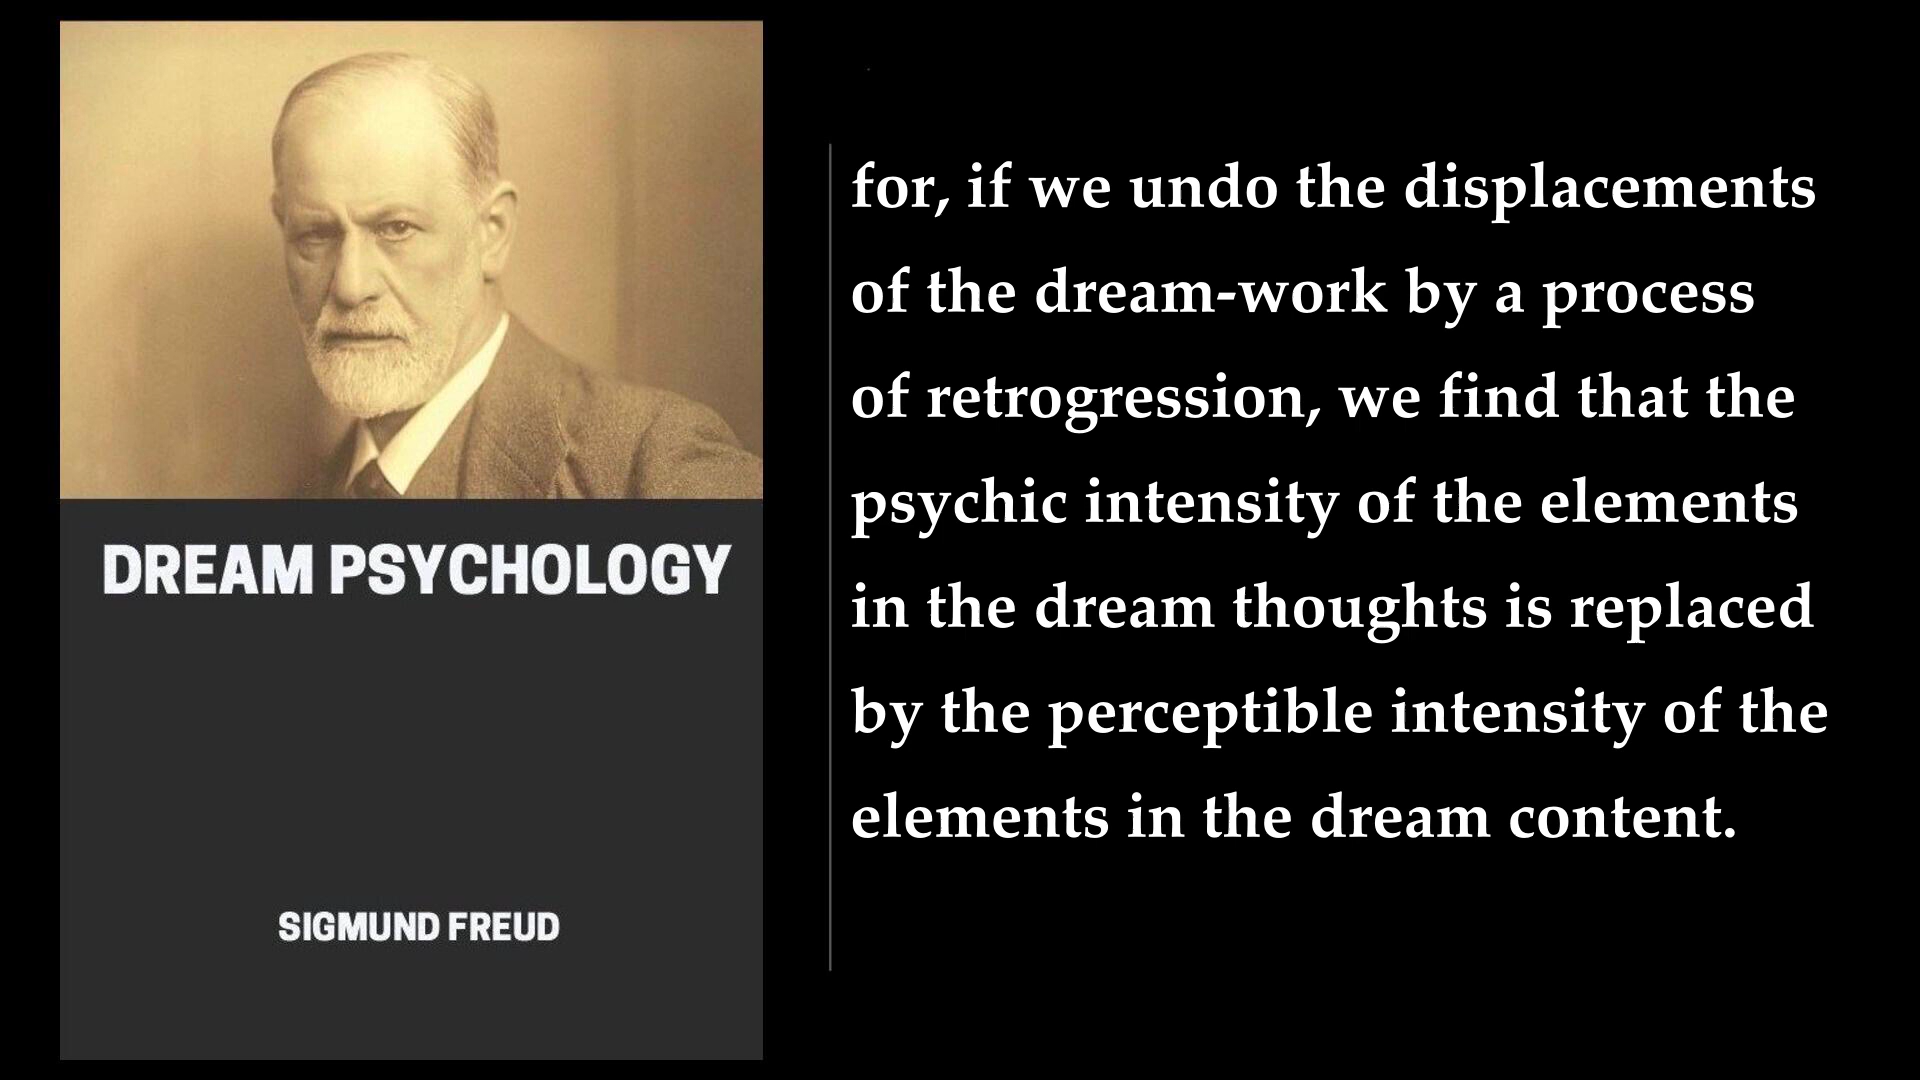 DREAM PSYCHOLOGY
SIGMUND FREUD
for, if we undo the displacements
of the dream-work by a process
of retrogression, we find that the
psychic intensity of the elements
in the dream thoughts is replaced
by the perceptible intensity of the
elements in the dream content.